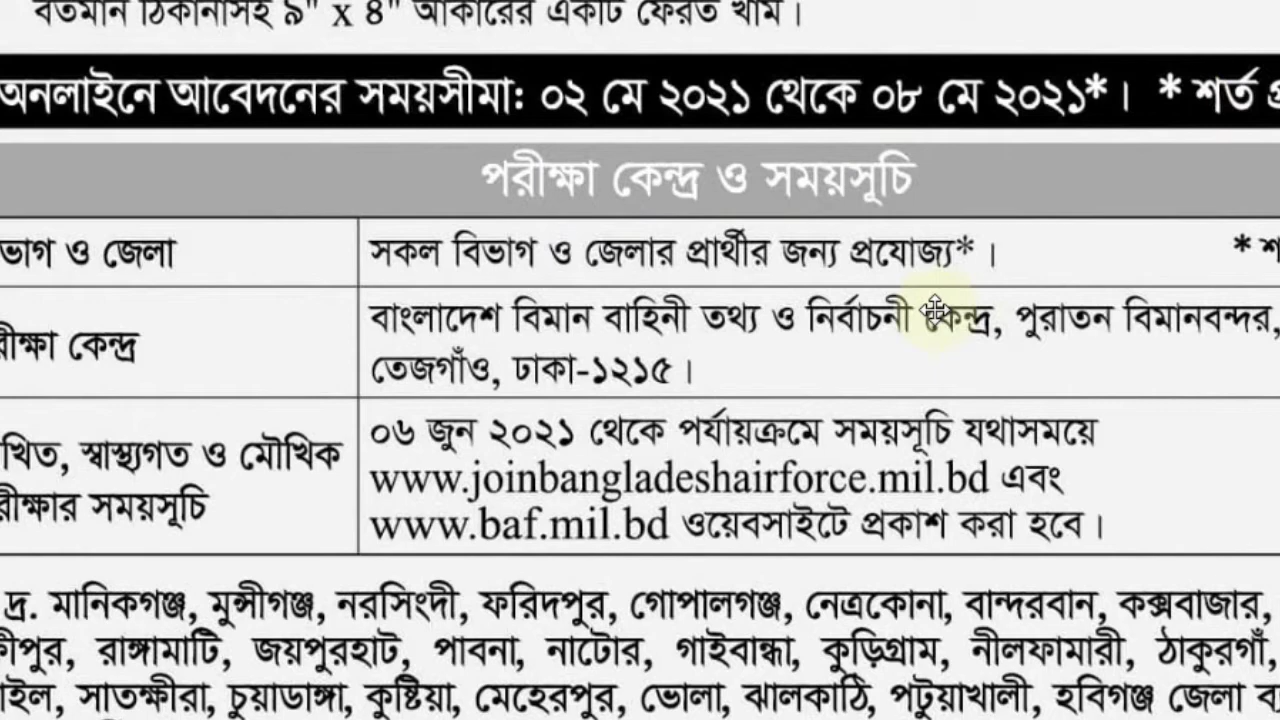 বর্তমান ঠিকানাসহ ৯" x ৪" আকারের একটি ফেরত খাম।
অনলাইনে আবেদনের সময়সীমা: ০২ মে ২০২১ থেকে ০৮ মে ২০২১*। * শর্ত
পরীক্ষা কেন্দ্র ও সময়সূচি
ভাগ ও জেলা
সকল বিভাগ ও জেলার প্রার্থীর জন্য প্রযোজ্য*। * শ
রীক্ষা কেন্দ্র
বাংলাদেশ বিমান বাহিনী তথ্য ও নির্বাচনী কেন্দ্র, পুরাতন বিমানবন্দর,
তেজগাঁও, ঢাকা-১২১৫।
খিত, স্বাস্থ্যগত ও মৌখিক
রীক্ষার সময়সূচি
০৬ জুন ২০২১ থেকে পর্যায়ক্রমে সময়সূচি যথাসময়ে
www.joinbangladeshairforce.mil.bd এবং
www.baf.mil.bd ওয়েবসাইটে প্রকাশ করা হবে।
দ্র. মানিকগঞ্জ, মুন্সীগঞ্জ, নরসিংদী, ফরিদপুর, গোপালগঞ্জ, নেত্রকোনা, বান্দরবান, কক্সবাজার,
ীপুর, রাঙ্গামাটি, জয়পুরহাট, পাবনা, নাটোর, গাইবান্ধা, কুড়িগ্রাম, নীলফামারী, ঠাকুরগাঁ,
াইল, সাতক্ষীরা, চুয়াডাঙ্গা, কুষ্টিয়া, মেহেরপুর, ভোলা, ঝালকাঠি, পটুয়াখালী, হবিগঞ্জ জেলা ব্য